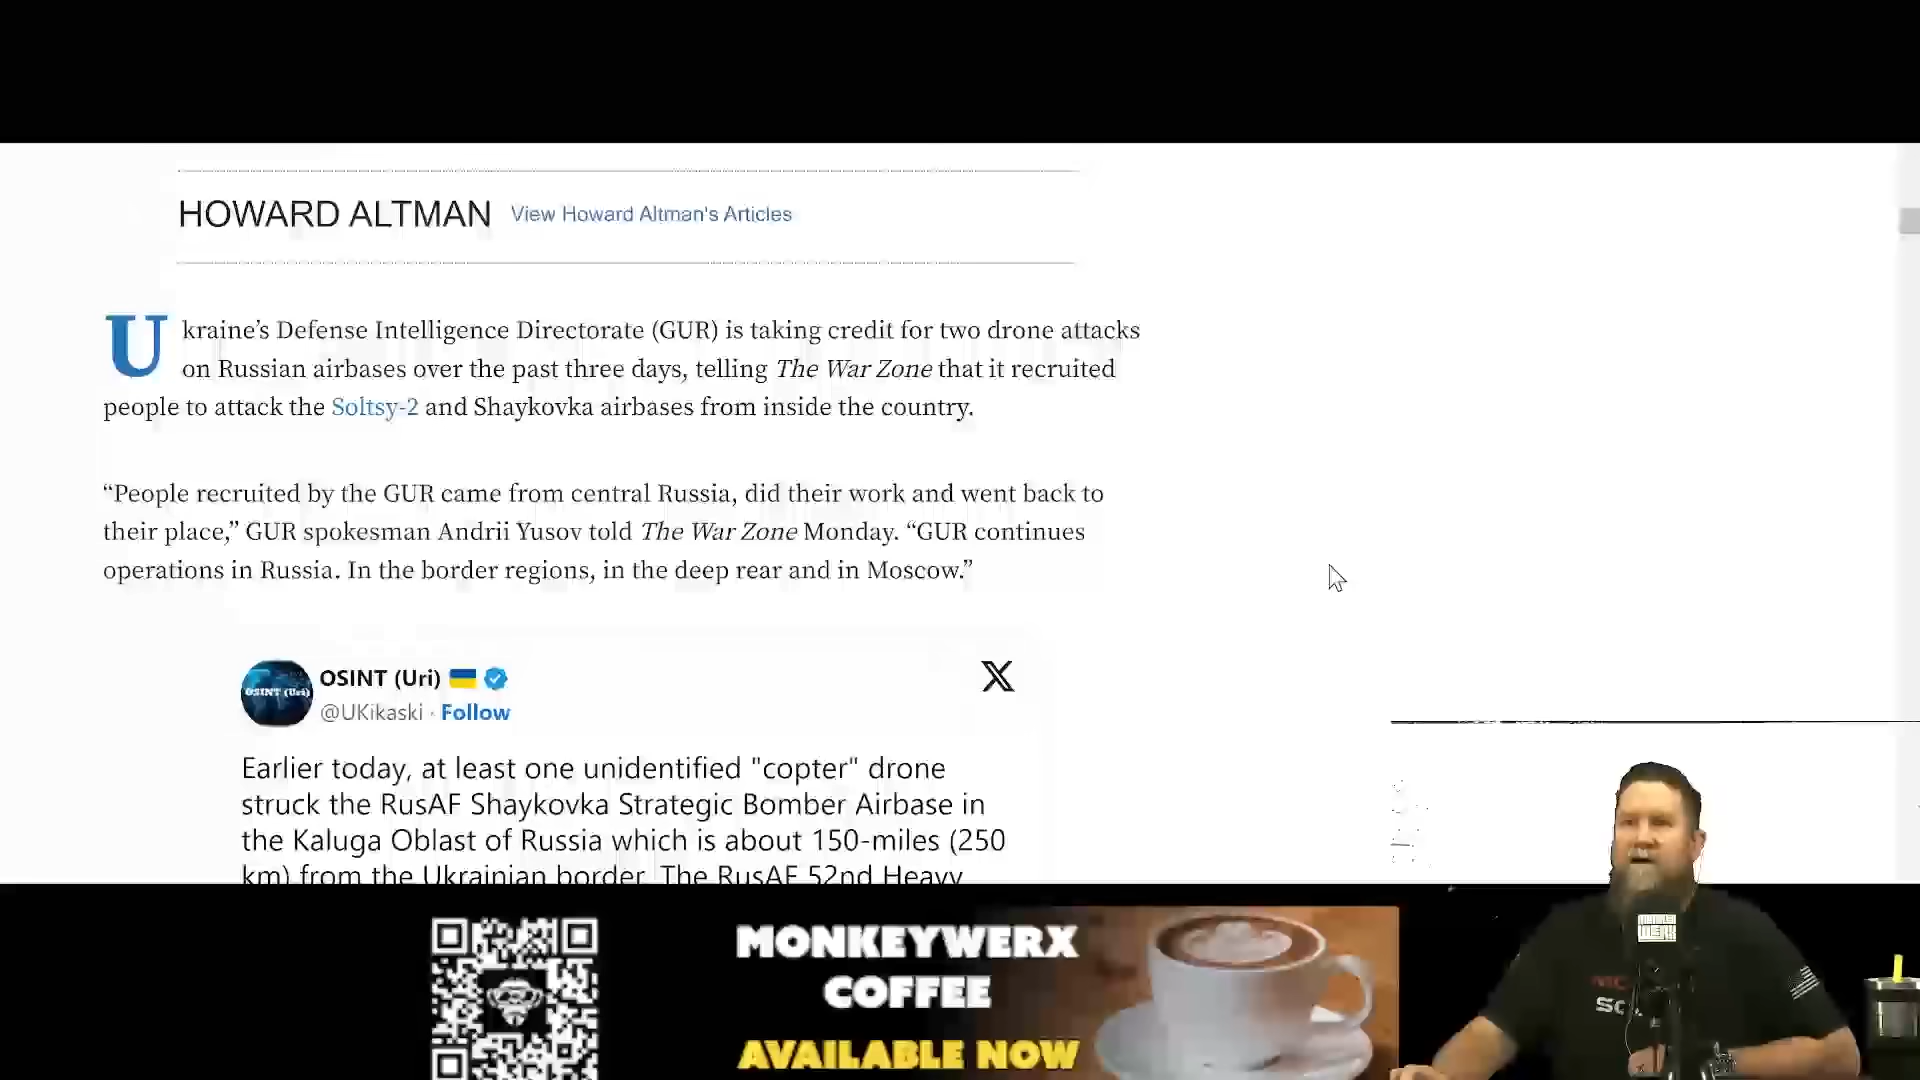 HOWARD ALTMAN View Howard Altman's Articles
Ukraine’s Defense Intelligence Directorate (GUR) is taking credit for two drone attacks
on Russian airbases over the past three days, telling The War Zone that it recruited
people to attack the Soltsy-2 and Shaykovka airbases from inside the country.
“People recruited by the GUR came from central Russia, did their work and went back to
their place,” GUR spokesman Andrii Yusov told The War Zone Monday. “GUR continues
operations in Russia. In the border regions, in the deep rear and in Moscow.”
OSINT (Uri)
OSINT (Uri)
@UKikaski · Follow
Earlier today, at least one unidentified "copter" drone
struck the RusAF Shaykovka Strategic Bomber Airbase in
the Kaluga Oblast of Russia which is about 150-miles (250
km) from the Ukrainian border. The RusAF 52nd Heavy
MONKEYWERX
COFFEE
AVAILABLE NOW